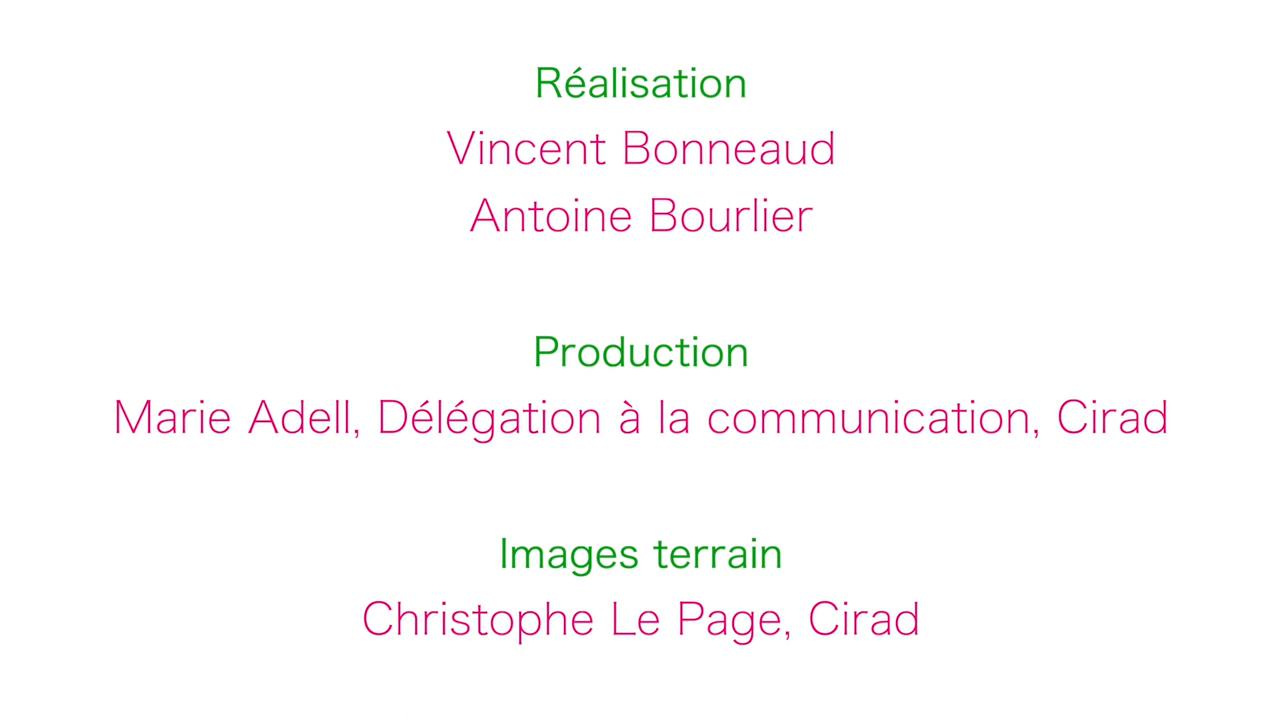 Réalisation
Vincent Bonneaud
Antoine Bourlier
Production
Marie Adell, Délégation à la communication, Cirad
Images terrain
Christophe Le Page, Cirad